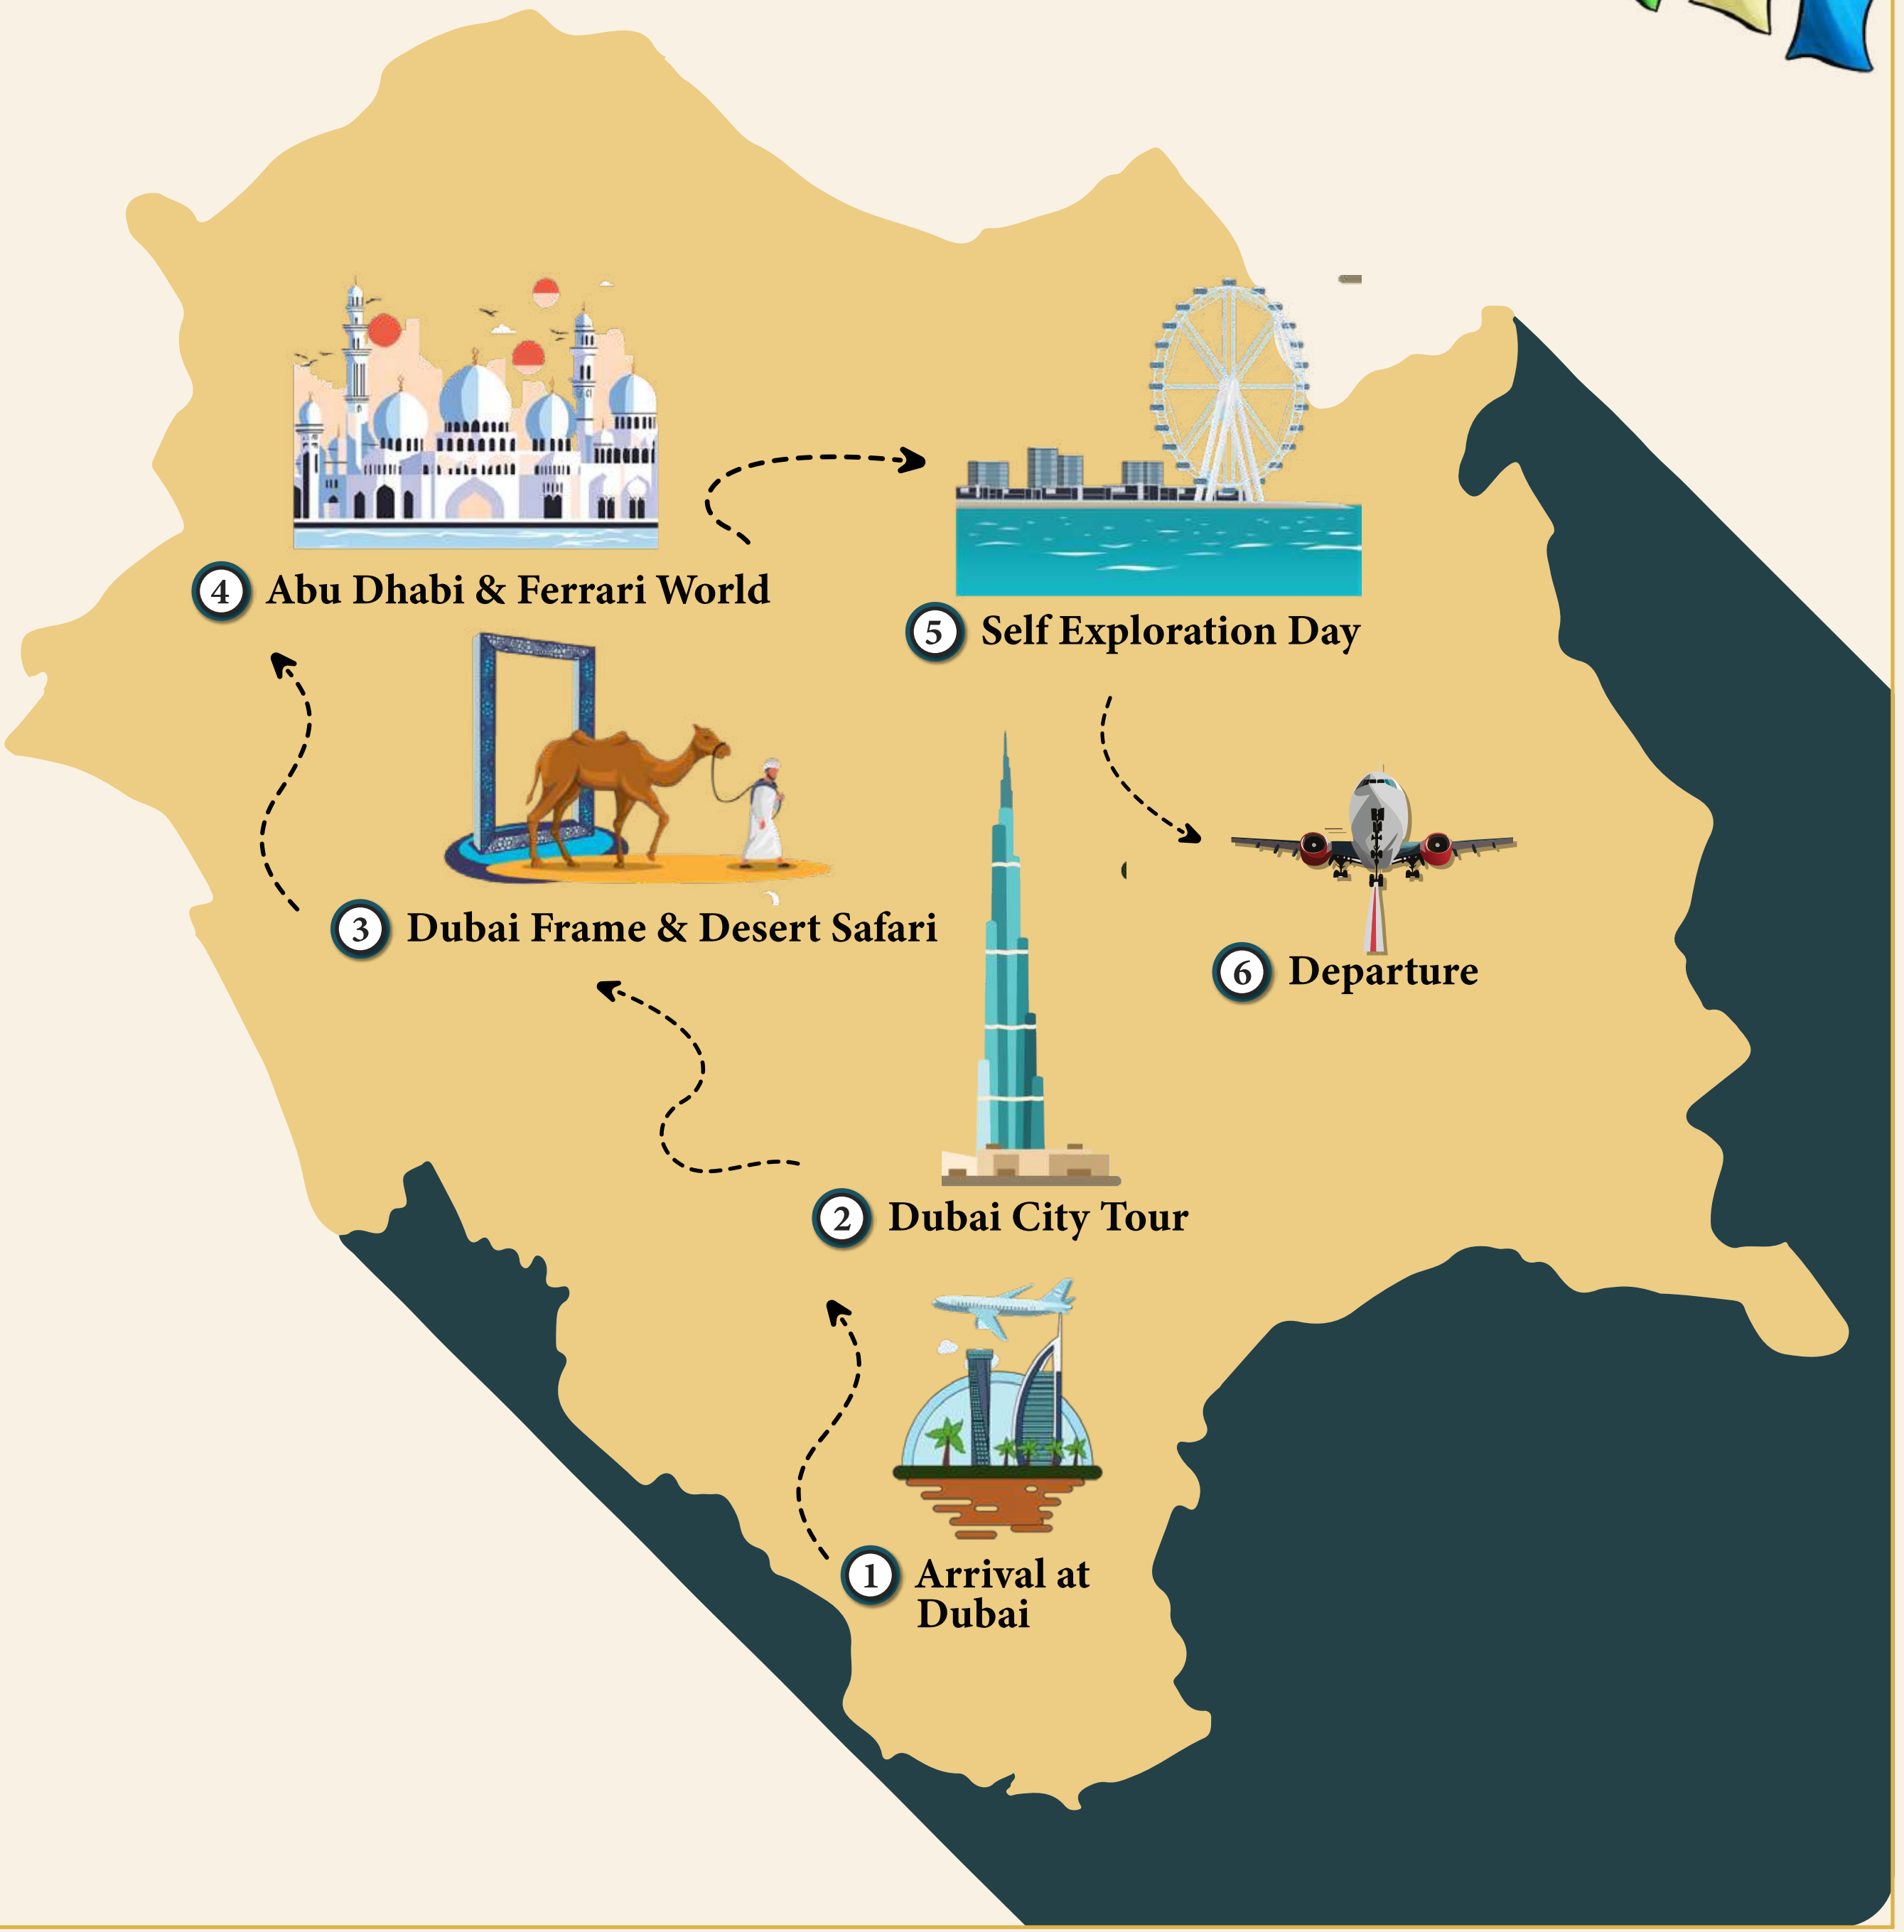 4 Abu Dhabi & Ferrari World
5 Self Exploration Day
3 Dubai Frame & Desert Safari
6 Departure
2 Dubai City Tour
1 Arrival at
Dubai